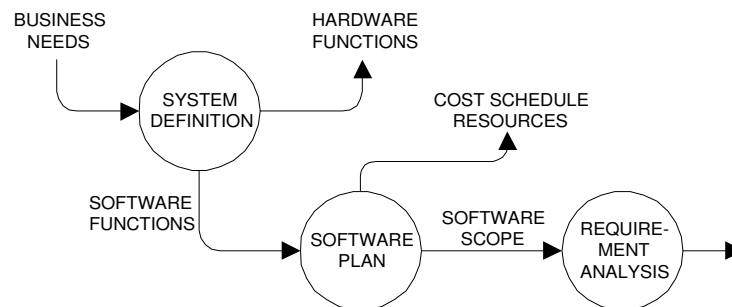 BUSINESS
NEEDS
HARDWARE
FUNCTIONS
SYSTEM
DEFINITION
COST SCHEDULE
RESOURCES
SOFTWARE
FUNCTIONS
SOFTWARE
PLAN
SOFTWARE
SCOPE
REQUIRE-
MENT
ANALYSIS